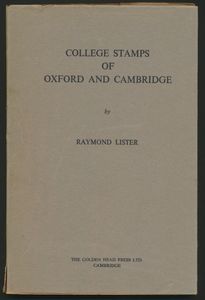 COLLEGE STAMPS
OF
OXFORD AND CAMBRIDGE
by
RAYMOND LISTER
THE GOLDEN HEAD PRESS LTD
CAMBRIDGE